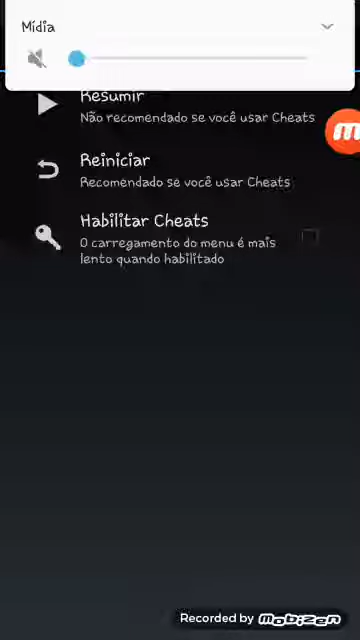 Mídia
Resumir
Não recomendado se você usar Cheats
m
Reiniciar
Recomendado se você usar Cheats
Habilitar Cheats
O carregamento do menu é mais
lento quando habilitado
Recorded by mobizen